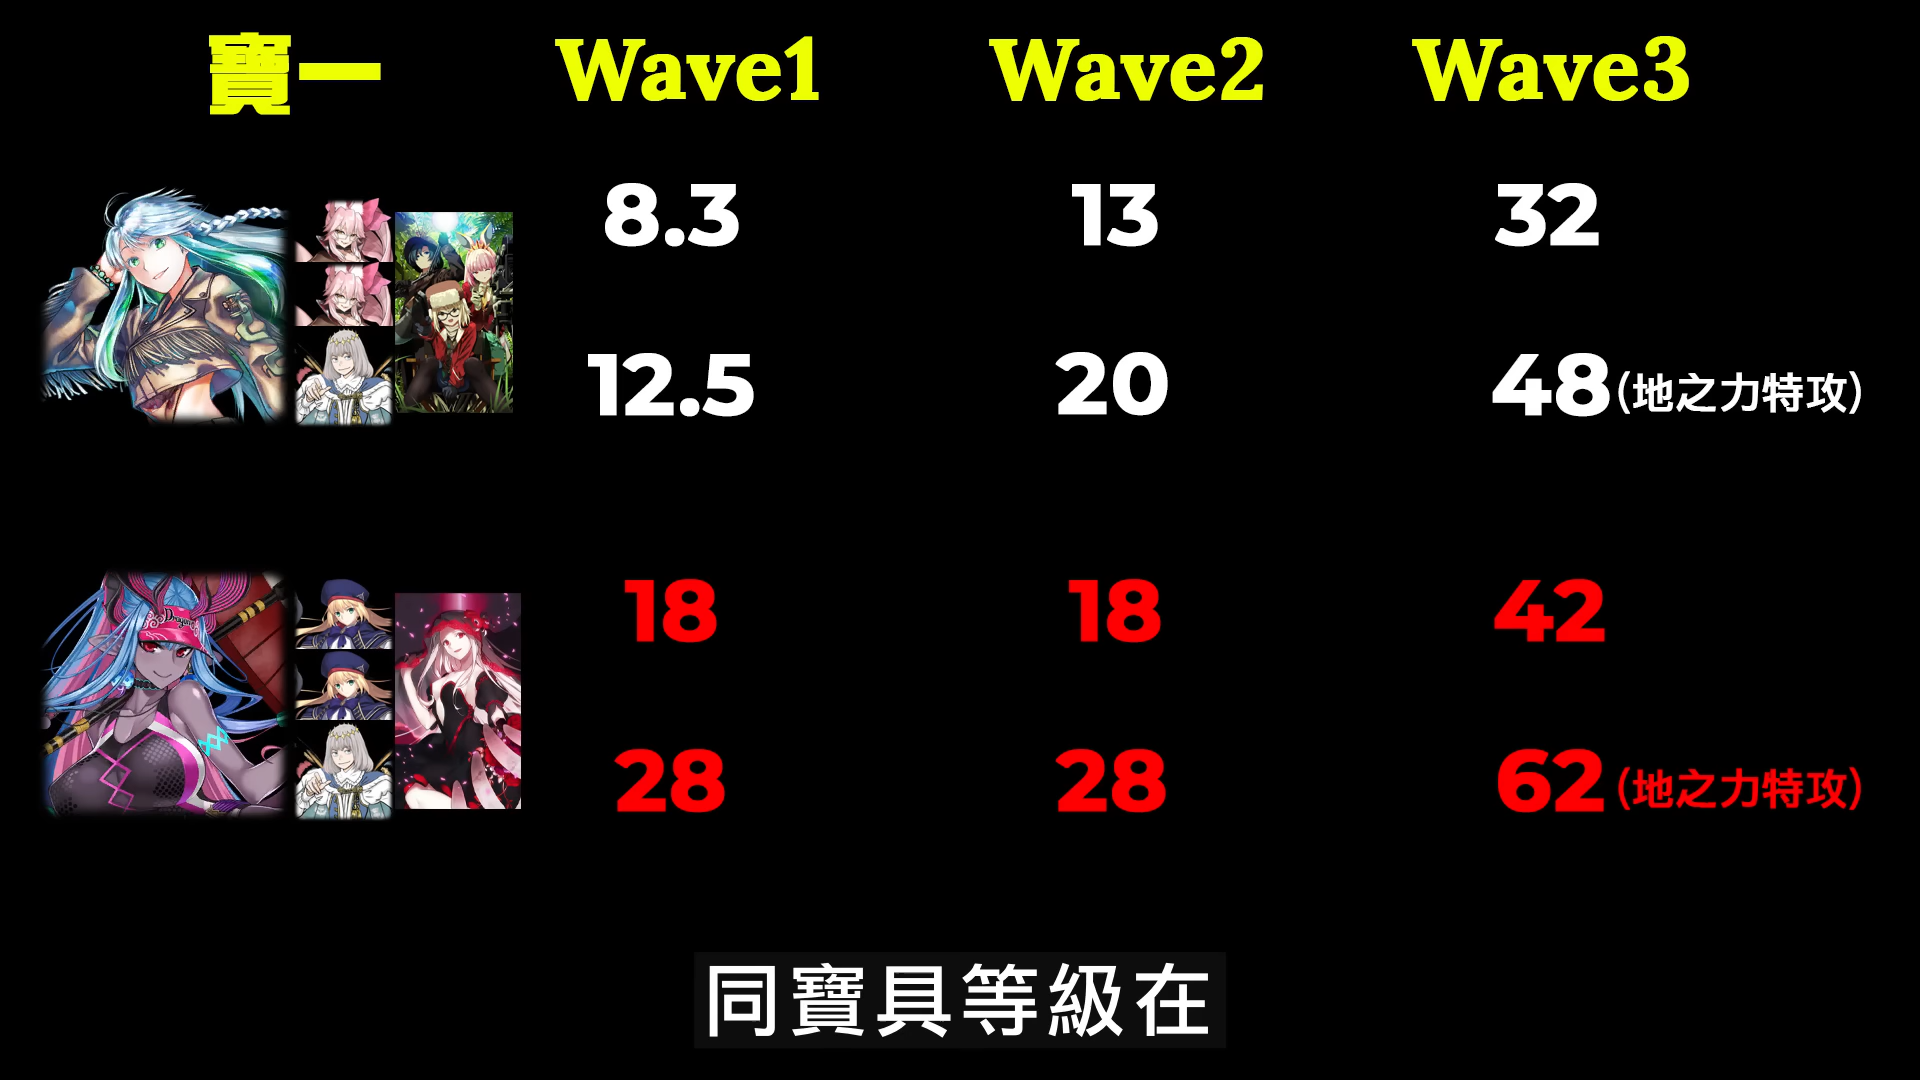 寶一 Wave1 Wave2 Wave3
8.3 13 32
12.5 20 48(地之力特攻)
18 18 42
28 28 62(地之力特攻)
同寶具等級在